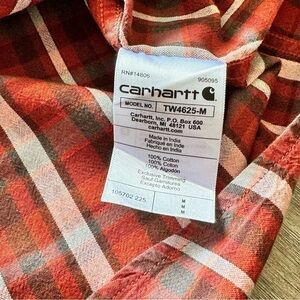 RN#14806 905095
carhartt
MODEL NO. TW4625-M
Carhartt, Inc. P.O. Box 600
Dearborn, MI 48121 USA
carhartt.com
Made in India
Fabriqué en Inde
Hecho en India
100% Cotton
100% Coton
100% Algodón
Exclusive Trimming
Sauf Garnitures
Excepto Adorno
105702 225 M
M
M